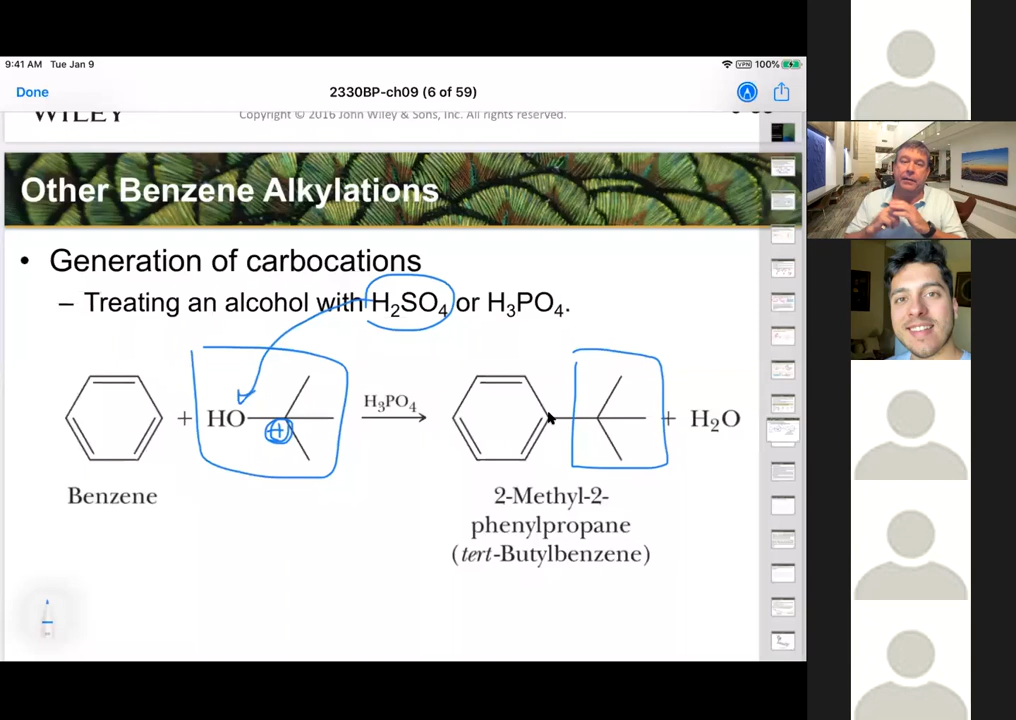 9:41 AM Tue Jan 9
VPN 100%
Done
2330BP-ch09 (6 of 59)
WILEY
Copyright © 2016 John Wiley & Sons, Inc. All rights reserved.
Other Benzene Alkylations
• Generation of carbocations
– Treating an alcohol with H₂SO₄ or H₃PO₄.
+ HO
+
H₃PO₄
+ H₂O
Benzene
2-Methyl-2-
phenylpropane
(tert-Butylbenzene)